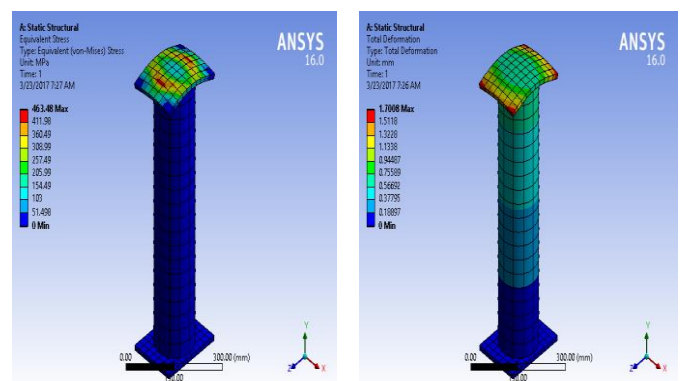 A: Static Structural
Equivalent Stress
Type: Equivalent (von-Mises) Stress
Unit: MPa
Time: 1
3/23/2017 7:27 AM
463.48 Max
411.98
360.49
308.99
257.49
205.99
154.49
103
51.498
0 Min
ANSYS
16.0
0.00
300.00 (mm)
150.00
Y
Z
X
A: Static Structural
Total Deformation
Type: Total Deformation
Unit: mm
Time: 1
3/23/2017 7:26 AM
1.7008 Max
1.5118
1.3228
1.1338
0.94487
0.75589
0.56692
0.37795
0.18897
0 Min
ANSYS
16.0
0.00
300.00 (mm)
150.00
Y
Z
X